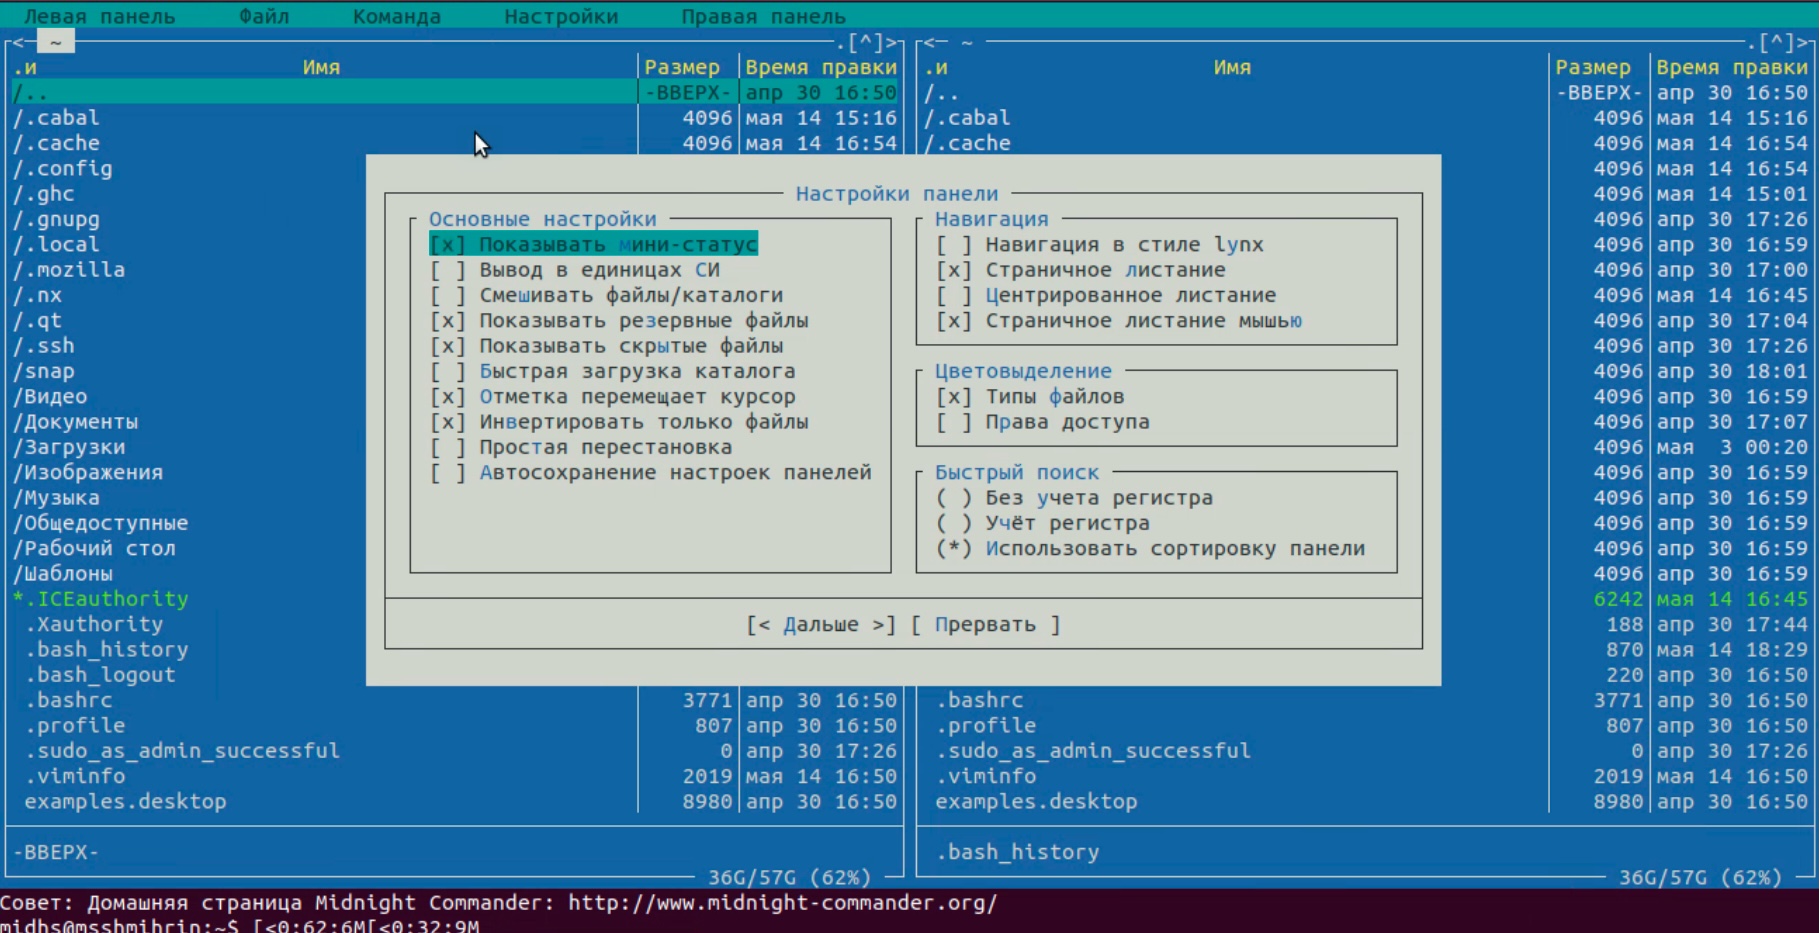 Левая панель Файл Команда Настройки Правая панель
<─ ~ .[^]> <─ ~ .[^]>
.и Имя Размер Время правки .и Имя Размер Время правки
/.. -ВВЕРХ- апр 30 16:50 /.. -ВВЕРХ- апр 30 16:50
/.cabal 4096 мая 14 15:16 /.cabal 4096 мая 14 15:16
/.cache 4096 мая 14 16:54 /.cache 4096 мая 14 16:54
/.config 4096 мая 14 16:54
/.ghc Настройки панели 4096 мая 14 15:01
/.gnupg Основные настройки Навигация 4096 апр 30 17:26
/.local [x] Показывать мини-статус [ ] Навигация в стиле lynx 4096 апр 30 16:59
/.mozilla [ ] Вывод в единицах СИ [x] Страничное листание 4096 апр 30 17:00
/.nx [ ] Смешивать файлы/каталоги [ ] Центрированное листание 4096 мая 14 16:45
/.qt [x] Показывать резервные файлы [x] Страничное листание мышью 4096 апр 30 17:04
/.ssh [x] Показывать скрытые файлы 4096 апр 30 17:26
/snap [ ] Быстрая загрузка каталога Цветовыделение 4096 апр 30 18:01
/Видео [x] Отметка перемещает курсор [x] Типы файлов 4096 апр 30 16:59
/Документы [x] Инвертировать только файлы [ ] Права доступа 4096 апр 30 17:07
/Загрузки [ ] Простая перестановка 4096 мая 3 00:20
/Изображения [ ] Автосохранение настроек панелей Быстрый поиск 4096 апр 30 16:59
/Музыка ( ) Без учета регистра 4096 апр 30 16:59
/Общедоступные ( ) Учёт регистра 4096 апр 30 16:59
/Рабочий стол (*) Использовать сортировку панели 4096 апр 30 16:59
/Шаблоны 4096 апр 30 16:59
*.ICEauthority 6242 мая 14 16:45
.Xauthority [< Дальше >] [ Прервать ] 188 апр 30 17:44
.bash_history 870 мая 14 18:29
.bash_logout 220 апр 30 16:50
.bashrc 3771 апр 30 16:50 .bashrc 3771 апр 30 16:50
.profile 807 апр 30 16:50 .profile 807 апр 30 16:50
.sudo_as_admin_successful 0 апр 30 17:26 .sudo_as_admin_successful 0 апр 30 17:26
.viminfo 2019 мая 14 16:50 .viminfo 2019 мая 14 16:50
examples.desktop 8980 апр 30 16:50 examples.desktop 8980 апр 30 16:50
-ВВЕРХ- .bash_history
36G/57G (62%) 36G/57G (62%)
Совет: Домашняя страница Midnight Commander: http://www.midnight-commander.org/
midhs@msshmihrin:~$ [<0;62;6M[<0;32;9M